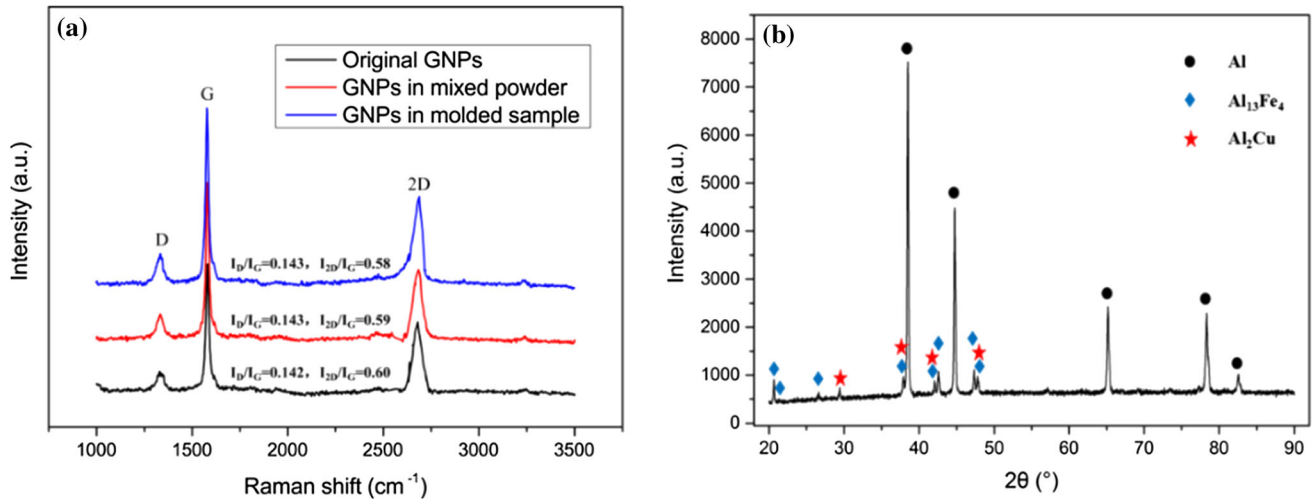 (a)
Original GNPs
GNPs in mixed powder
GNPs in molded sample
G
2D
D
I_D/I_G=0.143, I_2D/I_G=0.58
I_D/I_G=0.143, I_2D/I_G=0.59
I_D/I_G=0.142, I_2D/I_G=0.60
Intensity (a.u.)
1000 1500 2000 2500 3000 3500
Raman shift (cm⁻¹)
(b)
Al
Al₁₃Fe₄
Al₂Cu
8000
7000
6000
5000
4000
3000
2000
1000
0
Intensity (a.u.)
20 30 40 50 60 70 80 90
2θ (°)